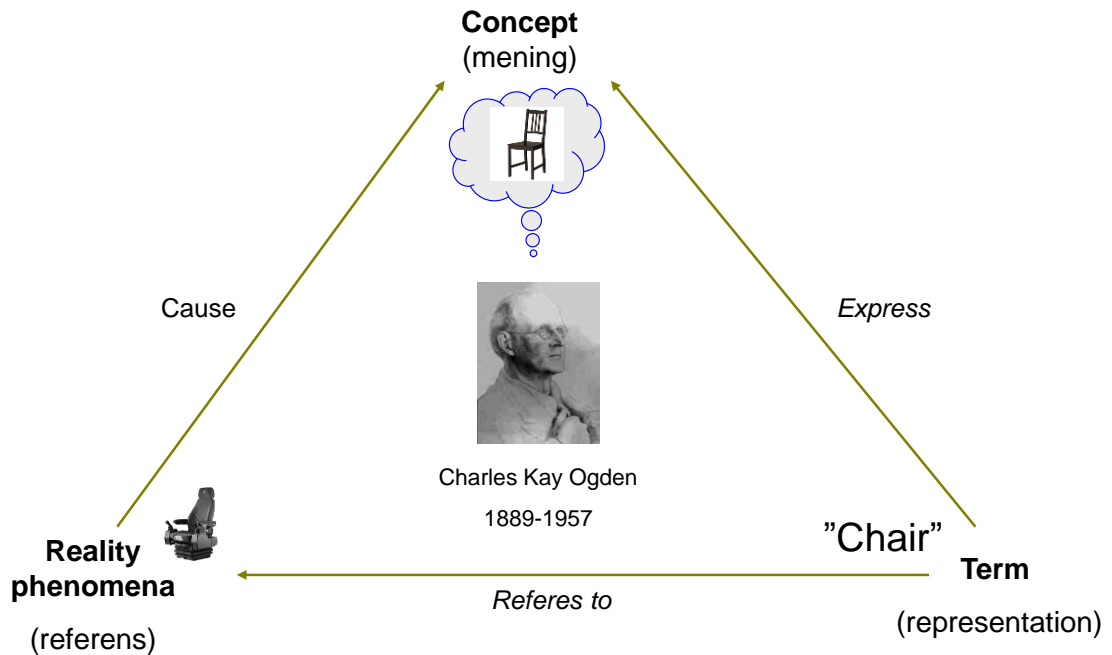 Concept
(mening)
Cause
Express
Charles Kay Ogden
1889-1957
”Chair”
Reality
phenomena
(referens)
Referes to
Term
(representation)